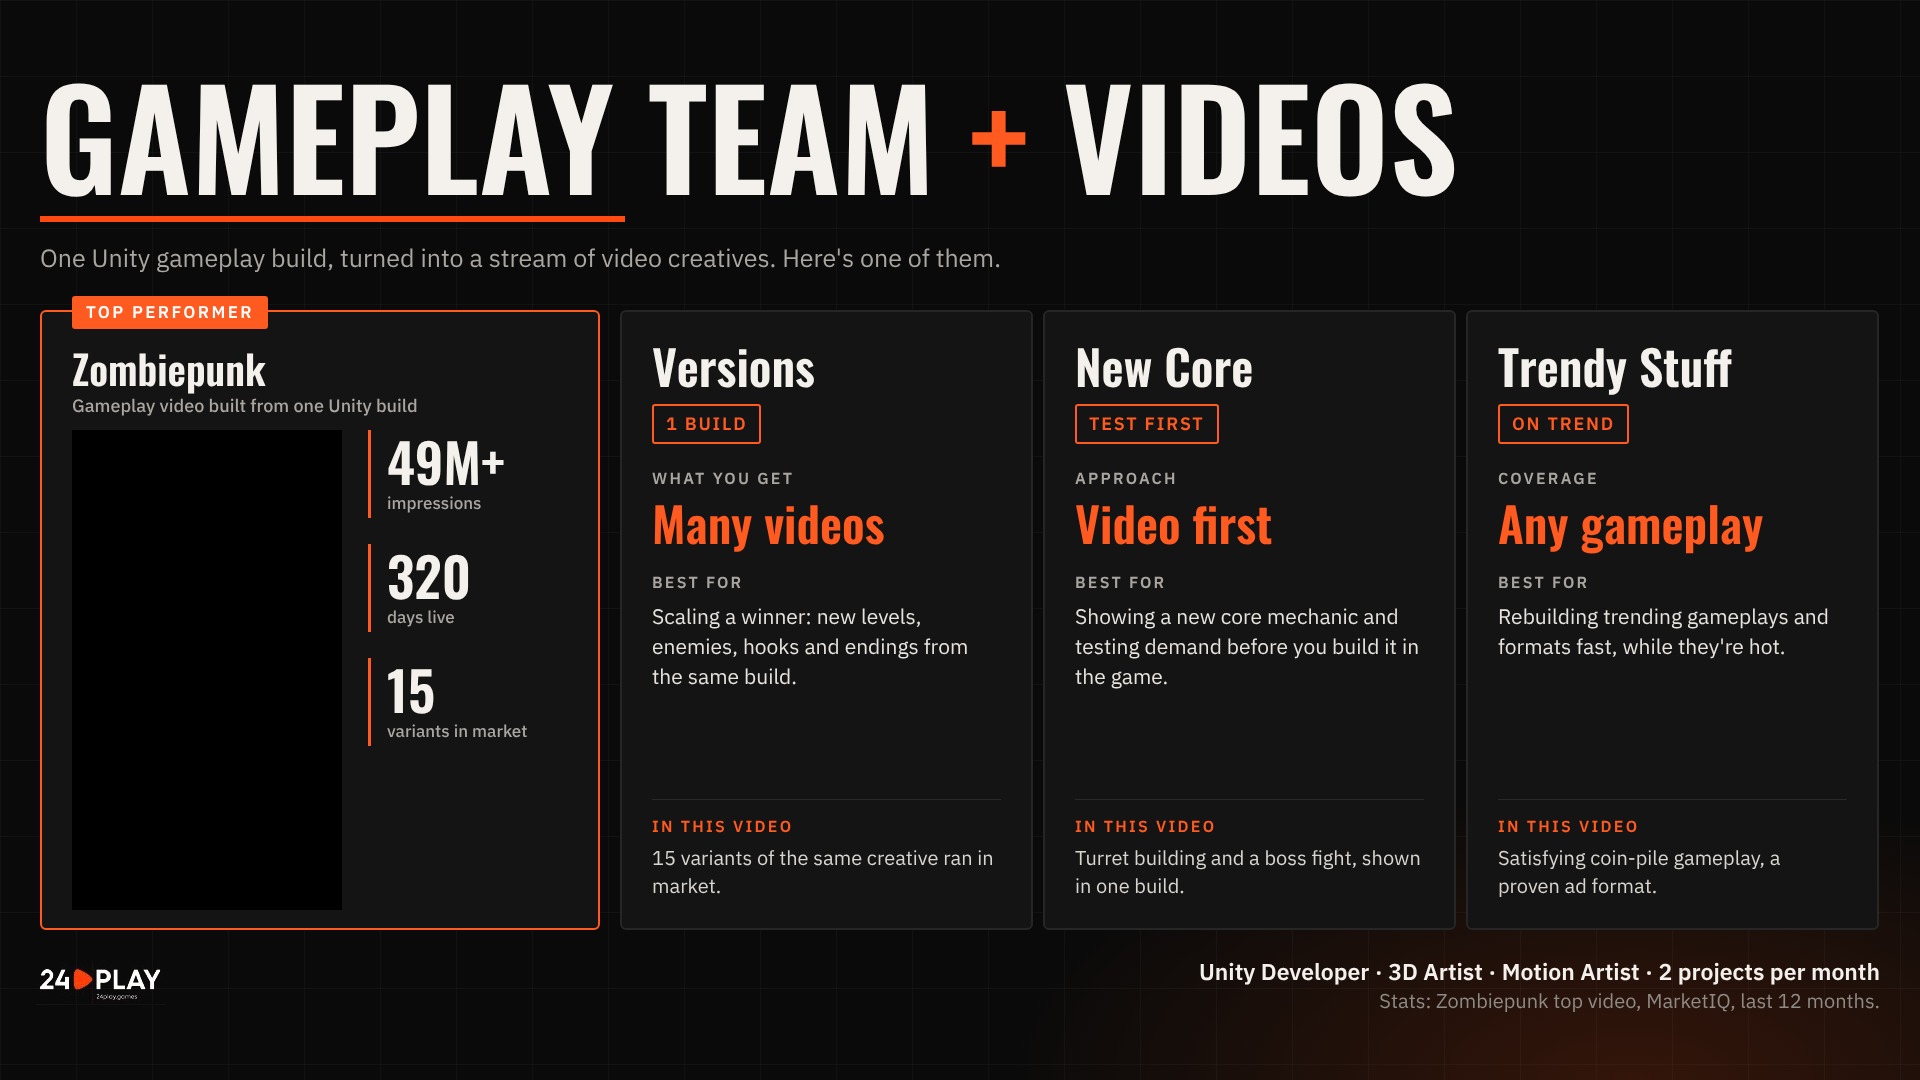 GAMEPLAY TEAM + VIDEOS
One Unity gameplay build, turned into a stream of video creatives. Here's one of them.
TOP PERFORMER
Zombiepunk
Gameplay video built from one Unity build
49M+
impressions
320
days live
15
variants in market
Versions
1 BUILD
WHAT YOU GET
Many videos
BEST FOR
Scaling a winner: new levels,
enemies, hooks and endings from
the same build.
IN THIS VIDEO
15 variants of the same creative ran in
market.
New Core
TEST FIRST
APPROACH
Video first
BEST FOR
Showing a new core mechanic and
testing demand before you build it in
the game.
IN THIS VIDEO
Turret building and a boss fight, shown
in one build.
Trendy Stuff
ON TREND
COVERAGE
Any gameplay
BEST FOR
Rebuilding trending gameplays and
formats fast, while they're hot.
IN THIS VIDEO
Satisfying coin-pile gameplay, a
proven ad format.
24 PLAY
24play.games
Unity Developer · 3D Artist · Motion Artist · 2 projects per month
Stats: Zombiepunk top video, MarketIQ, last 12 months.